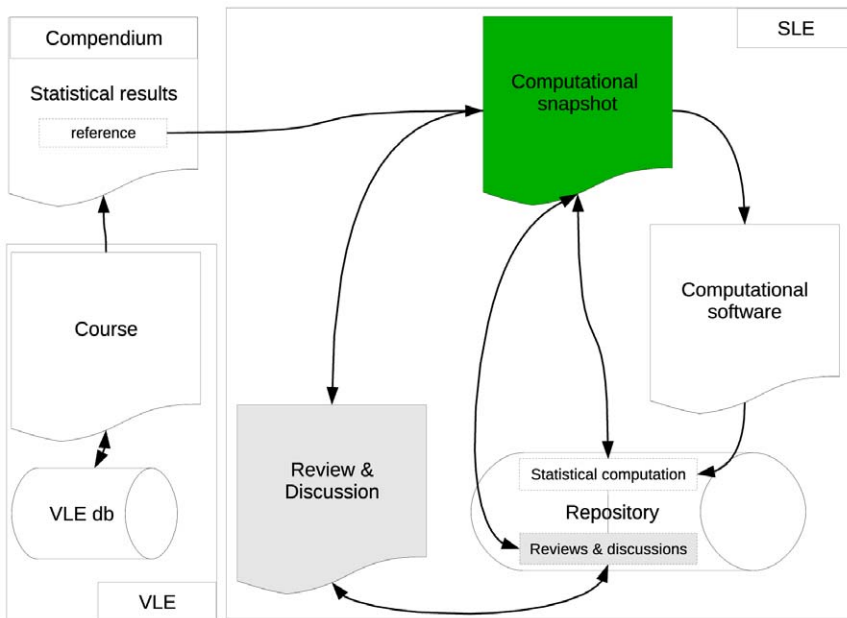 Compendium
Statistical results
reference
SLE
Computational
snapshot
Course
Computational
software
Review &
Discussion
Statistical computation
Repository
Reviews & discussions
VLE db
VLE